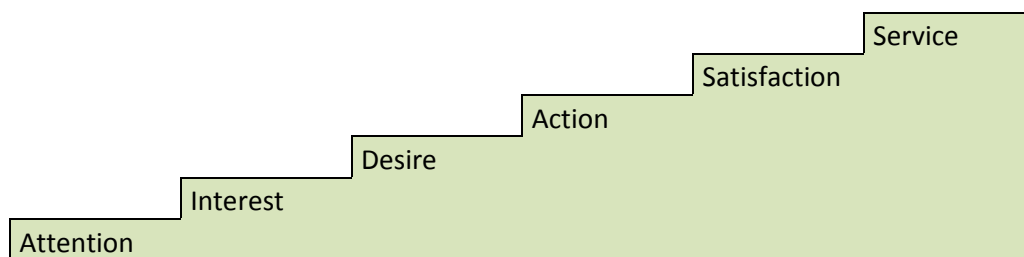 Service
Satisfaction
Action
Desire
Interest
Attention